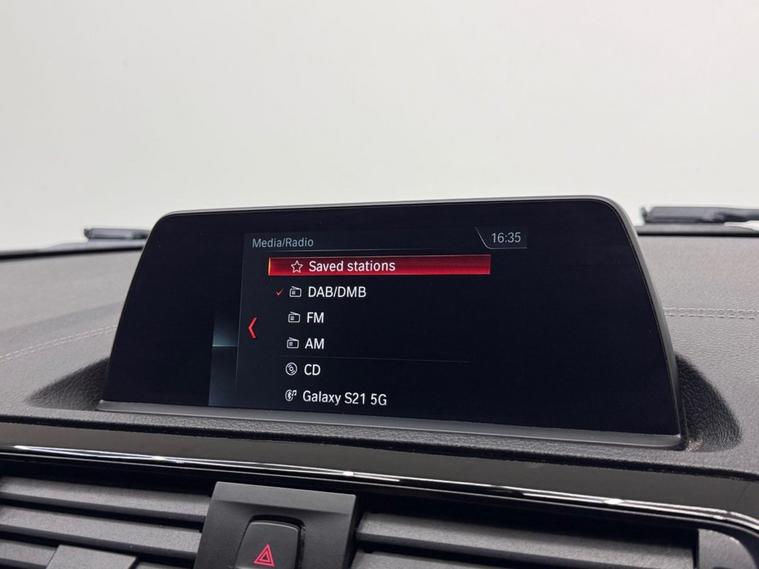 Media/Radio
16:35
Saved stations
DAB/DMB
FM
AM
CD
Galaxy S21 5G